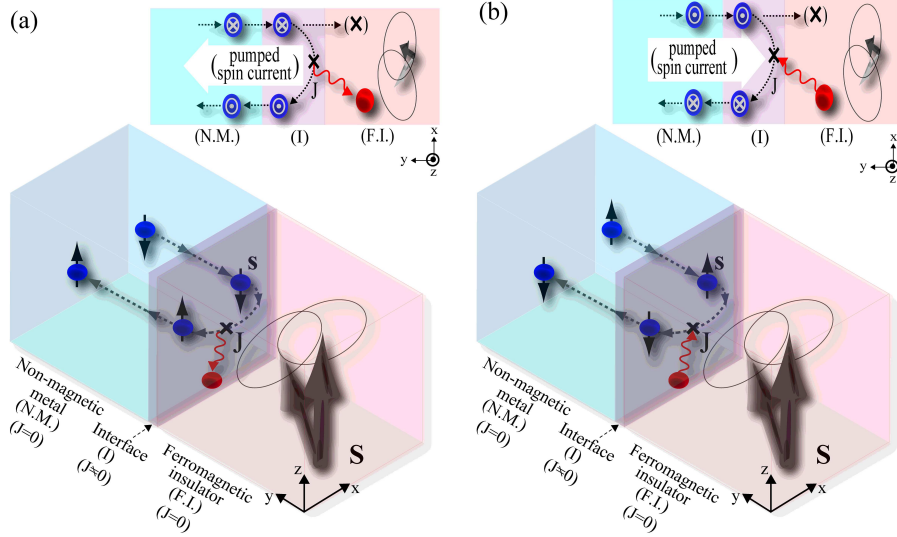 (a)
(×)
pumped
( spin current )
J
(N.M.) (I) (F.I.)
x
y
z
s
J
S
Non-magnetic
metal
(N.M.)
(J=0)
Interface
(I)
(J≉0)
Ferromagnetic
insulator
(F.I.)
(J=0)
z
y x
(b)
(×)
pumped
( spin current )
J
(N.M.) (I) (F.I.)
x
y
z
s
J
S
Non-magnetic
metal
(N.M.)
(J=0)
Interface
(I)
(J≉0)
Ferromagnetic
insulator
(F.I.)
(J=0)
z
y x